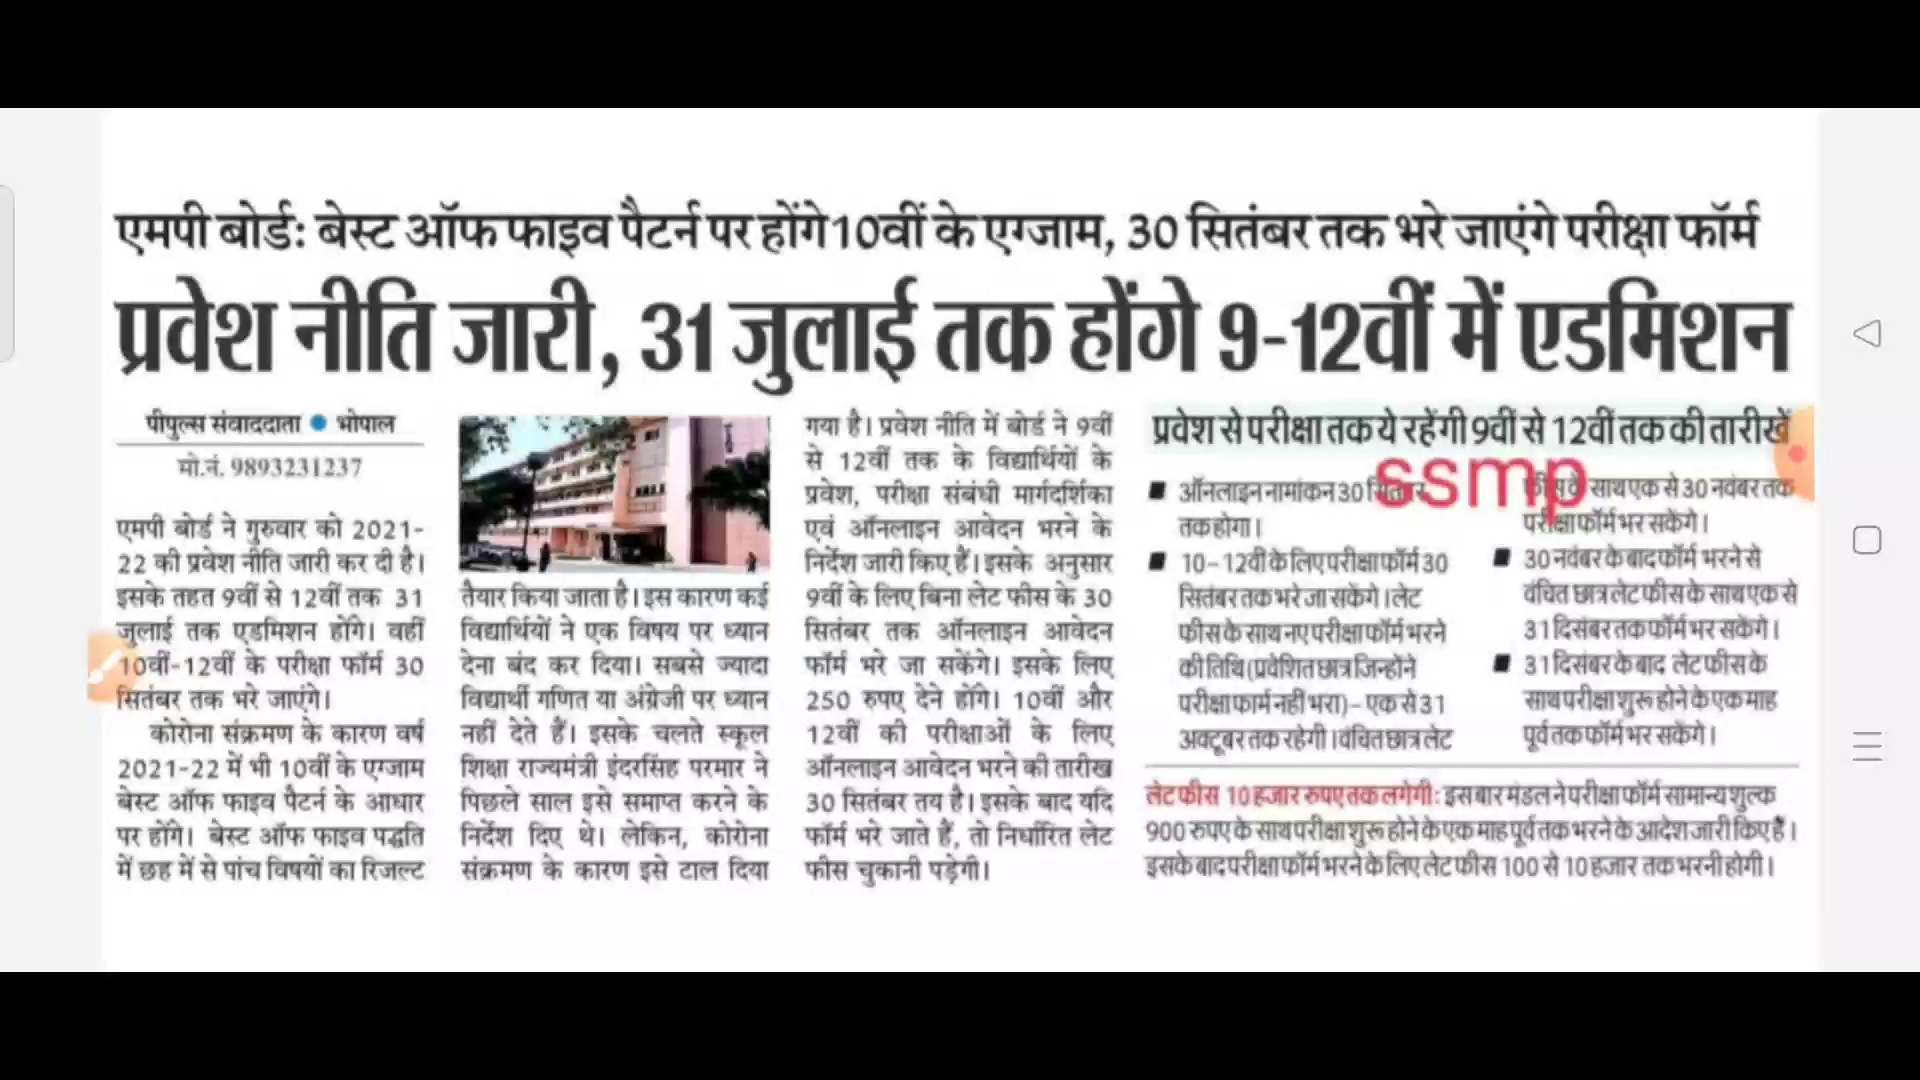 एमपी बोर्ड: बेस्ट ऑफ फाइव पैटर्न पर होंगे 10वीं के एग्जाम, 30 सितंबर तक भरे जाएंगे परीक्षा फॉर्म
प्रवेश नीति जारी, 31 जुलाई तक होंगे 9-12वीं में एडमिशन
पीपुल्स संवाददाता ● भोपाल
मो.नं. 9893231237
एमपी बोर्ड ने गुरुवार को 2021-
22 की प्रवेश नीति जारी कर दी है।
इसके तहत 9वीं से 12वीं तक 31
जुलाई तक एडमिशन होंगे। वहीं
10वीं-12वीं के परीक्षा फॉर्म 30
सितंबर तक भरे जाएंगे।
कोरोना संक्रमण के कारण वर्ष
2021-22 में भी 10वीं के एग्जाम
बेस्ट ऑफ फाइव पैटर्न के आधार
पर होंगे। बेस्ट ऑफ फाइव पद्धति
में छह में से पांच विषयों का रिजल्ट
तैयार किया जाता है। इस कारण कई
विद्यार्थियों ने एक विषय पर ध्यान
देना बंद कर दिया। सबसे ज्यादा
विद्यार्थी गणित या अंग्रेजी पर ध्यान
नहीं देते हैं। इसके चलते स्कूल
शिक्षा राज्यमंत्री इंदरसिंह परमार ने
पिछले साल इसे समाप्त करने के
निर्देश दिए थे। लेकिन, कोरोना
संक्रमण के कारण इसे टाल दिया
गया है। प्रवेश नीति में बोर्ड ने 9वीं
से 12वीं तक के विद्यार्थियों के
प्रवेश, परीक्षा संबंधी मार्गदर्शिका
एवं ऑनलाइन आवेदन भरने के
निर्देश जारी किए हैं। इसके अनुसार
9वीं के लिए बिना लेट फीस के 30
सितंबर तक ऑनलाइन आवेदन
फॉर्म भरे जा सकेंगे। इसके लिए
250 रुपए देने होंगे। 10वीं और
12वीं की परीक्षाओं के लिए
ऑनलाइन आवेदन भरने की तारीख
30 सितंबर तय है। इसके बाद यदि
फॉर्म भरे जाते हैं, तो निर्धारित लेट
फीस चुकानी पड़ेगी।
प्रवेश से परीक्षा तक ये रहेंगी 9वीं से 12वीं तक की तारीखें
ssmp
■ ऑनलाइन नामांकन 30 सितंबर
तक होगा।
■ 10-12वीं के लिए परीक्षा फॉर्म 30
सितंबर तक भरे जा सकेंगे। लेट
फीस के साथ नए परीक्षा फॉर्म भरने
की तिथि (प्रवेशित छात्र जिन्होंने
परीक्षा फार्म नहीं भरा) - एक से 31
अक्टूबर तक रहेगी। वंचित छात्र लेट
फीस के साथ एक से 30 नवंबर तक
परीक्षा फॉर्म भर सकेंगे।
■ 30 नवंबर के बाद फॉर्म भरने से
वंचित छात्र लेट फीस के साथ एक से
31 दिसंबर तक फॉर्म भर सकेंगे।
■ 31 दिसंबर के बाद लेट फीस के
साथ परीक्षा शुरू होने के एक माह
पूर्व तक फॉर्म भर सकेंगे।
लेट फीस 10 हजार रुपए तक लगेगी: इस बार मंडल ने परीक्षा फॉर्म सामान्य शुल्क
900 रुपए के साथ परीक्षा शुरू होने के एक माह पूर्व तक भरने के आदेश जारी किए हैं।
इसके बाद परीक्षा फॉर्म भरने के लिए लेट फीस 100 से 10 हजार तक भरनी होगी।